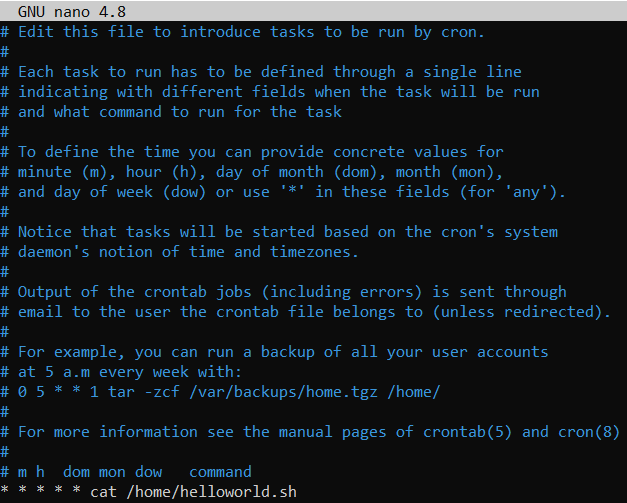 GNU nano 4.8
# Edit this file to introduce tasks to be run by cron.
#
# Each task to run has to be defined through a single line
# indicating with different fields when the task will be run
# and what command to run for the task
#
# To define the time you can provide concrete values for
# minute (m), hour (h), day of month (dom), month (mon),
# and day of week (dow) or use '*' in these fields (for 'any').
#
# Notice that tasks will be started based on the cron's system
# daemon's notion of time and timezones.
#
# Output of the crontab jobs (including errors) is sent through
# email to the user the crontab file belongs to (unless redirected).
#
# For example, you can run a backup of all your user accounts
# at 5 a.m every week with:
# 0 5 * * 1 tar -zcf /var/backups/home.tgz /home/
#
# For more information see the manual pages of crontab(5) and cron(8)
#
# m h  dom mon dow   command
* * * * * cat /home/helloworld.sh